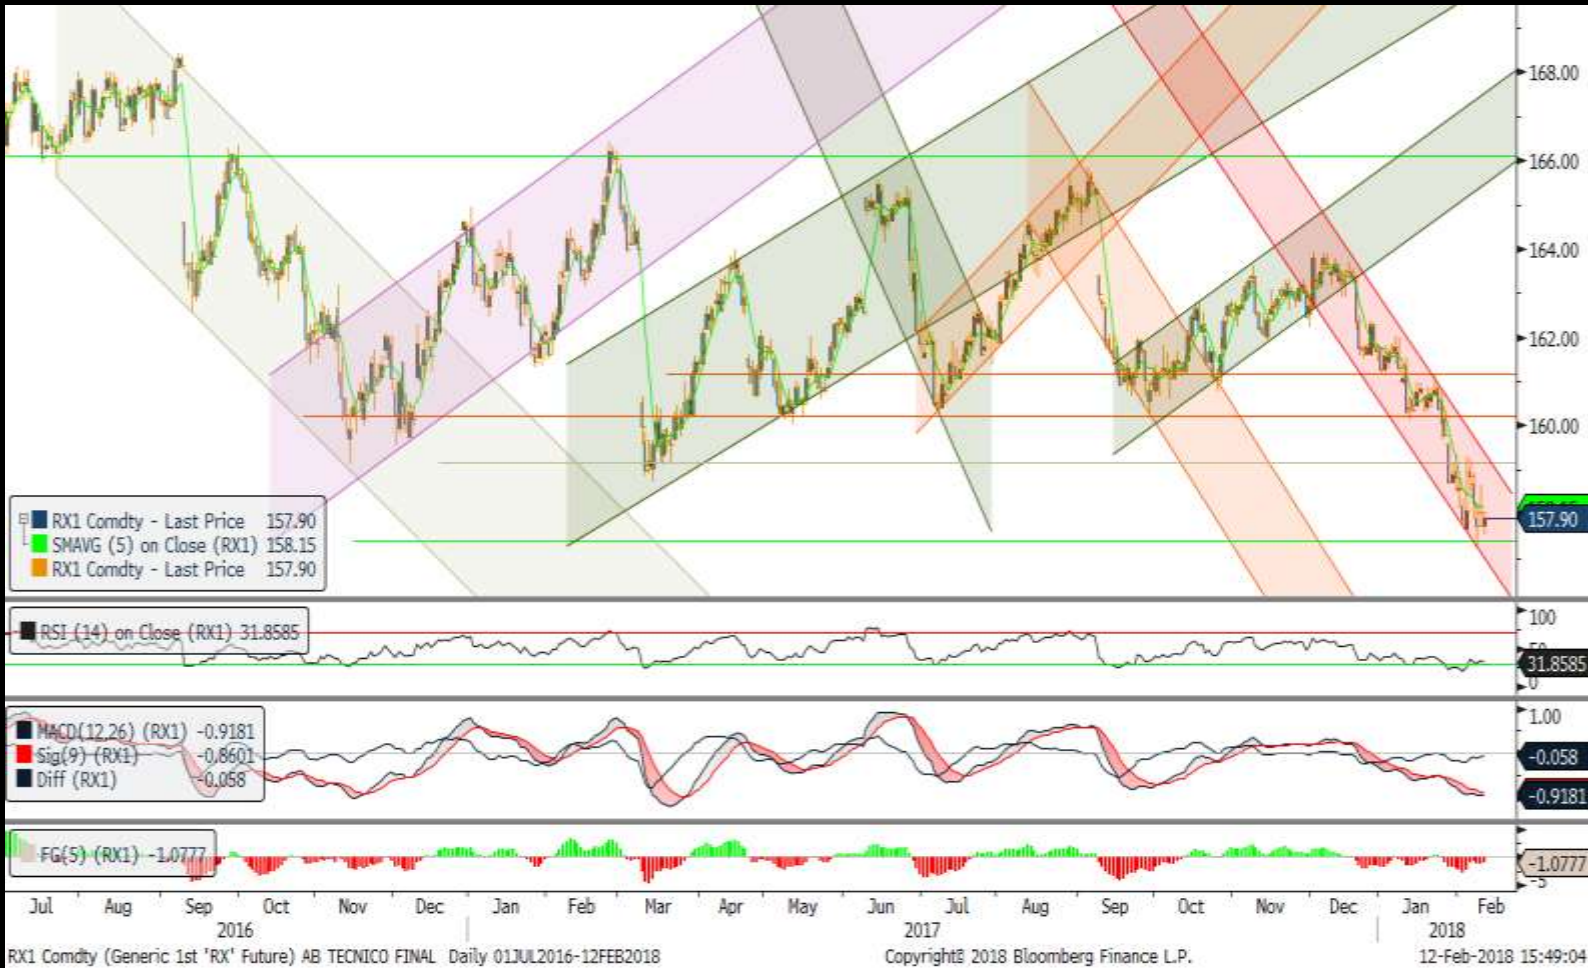 168.00
166.00
164.00
162.00
160.00
157.90
RX1 Comdty - Last Price 157.90
SMAVG (5) on Close (RX1) 158.15
RX1 Comdty - Last Price 157.90
RSI (14) on Close (RX1) 31.8585
100
31.8585
0
MACD(12,26) (RX1) -0.9181
Sig(9) (RX1) -0.8601
Diff (RX1) -0.058
1.00
-0.058
-0.9181
FG(5) (RX1) -1.0777
-1.0777
-5
Jul Aug Sep Oct Nov Dec Jan Feb Mar Apr May Jun Jul Aug Sep Oct Nov Dec Jan Feb
2016 2017 2018
RX1 Comdty (Generic 1st 'RX' Future) AB TECNICO FINAL Daily 01JUL2016-12FEB2018 Copyright© 2018 Bloomberg Finance L.P. 12-Feb-2018 15:49:04